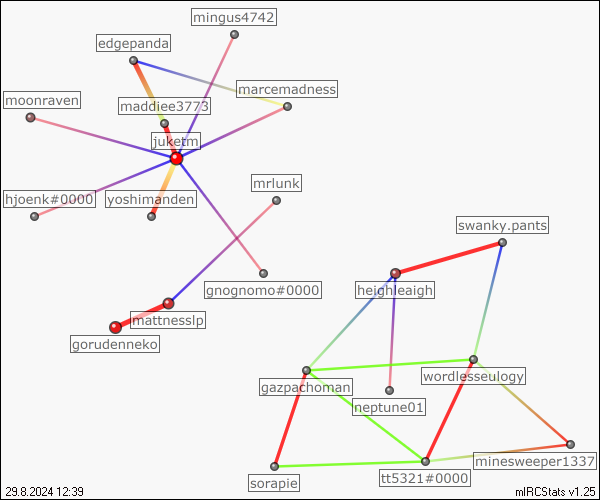 mingus4742
edgepanda
marcemadness
moonraven
maddiee3773
juketm
mrlunk
hjoenk#0000
yoshimanden
swanky.pants
gnognomo#0000
heighleaigh
mattnesslp
gorudenneko
wordlesseulogy
gazpachoman
neptune01
minesweeper1337
tt5321#0000
sorapie
29.8.2024 12:39
mIRCStats v1.25